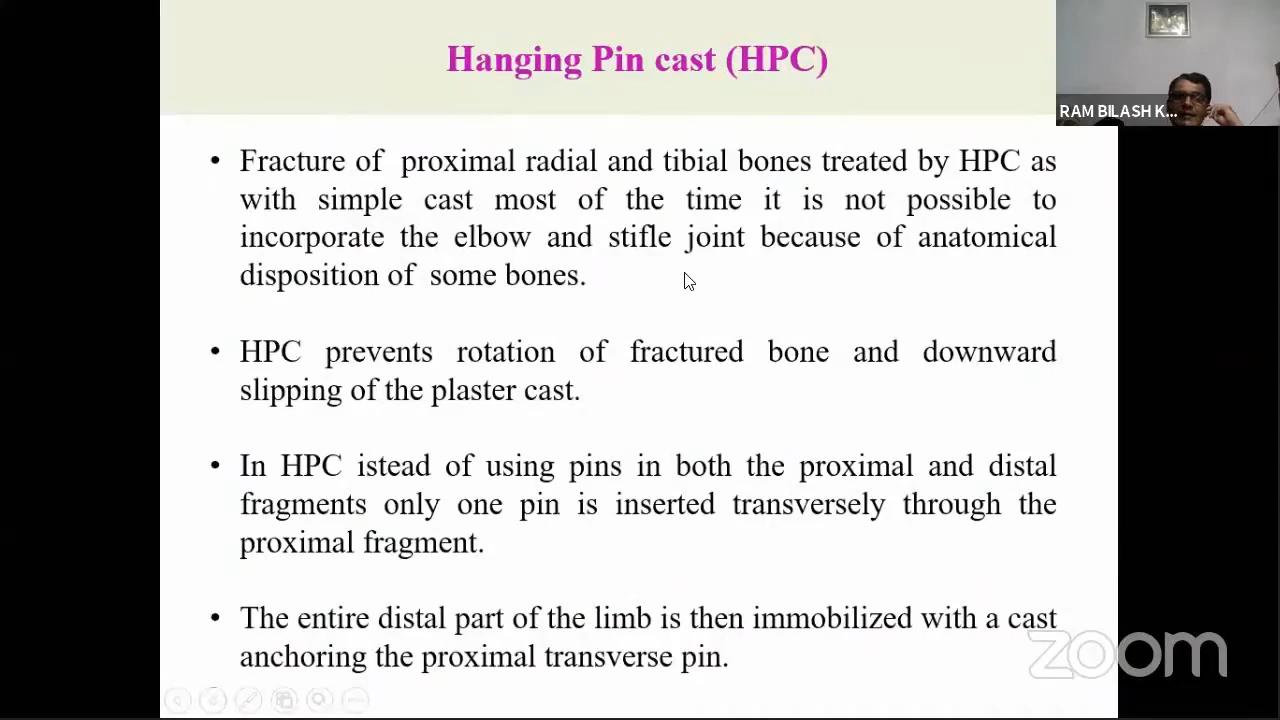 Hanging Pin cast (HPC)
RAM BILASH K...
• Fracture of proximal radial and tibial bones treated by HPC as
with simple cast most of the time it is not possible to
incorporate the elbow and stifle joint because of anatomical
disposition of some bones.
• HPC prevents rotation of fractured bone and downward
slipping of the plaster cast.
• In HPC istead of using pins in both the proximal and distal
fragments only one pin is inserted transversely through the
proximal fragment.
• The entire distal part of the limb is then immobilized with a cast
anchoring the proximal transverse pin.
zoom